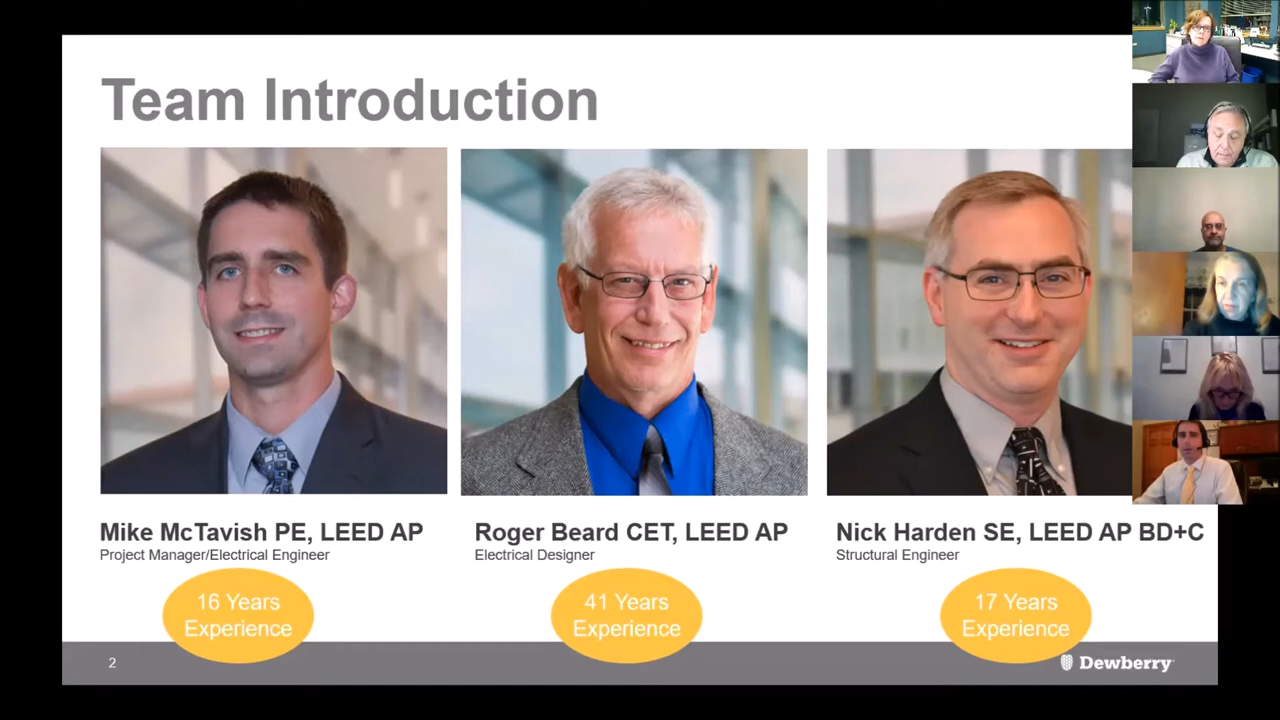 Team Introduction
Mike McTavish PE, LEED AP
Project Manager/Electrical Engineer
16 Years
Experience
Roger Beard CET, LEED AP
Electrical Designer
41 Years
Experience
Nick Harden SE, LEED AP BD+C
Structural Engineer
17 Years
Experience
2
Dewberry